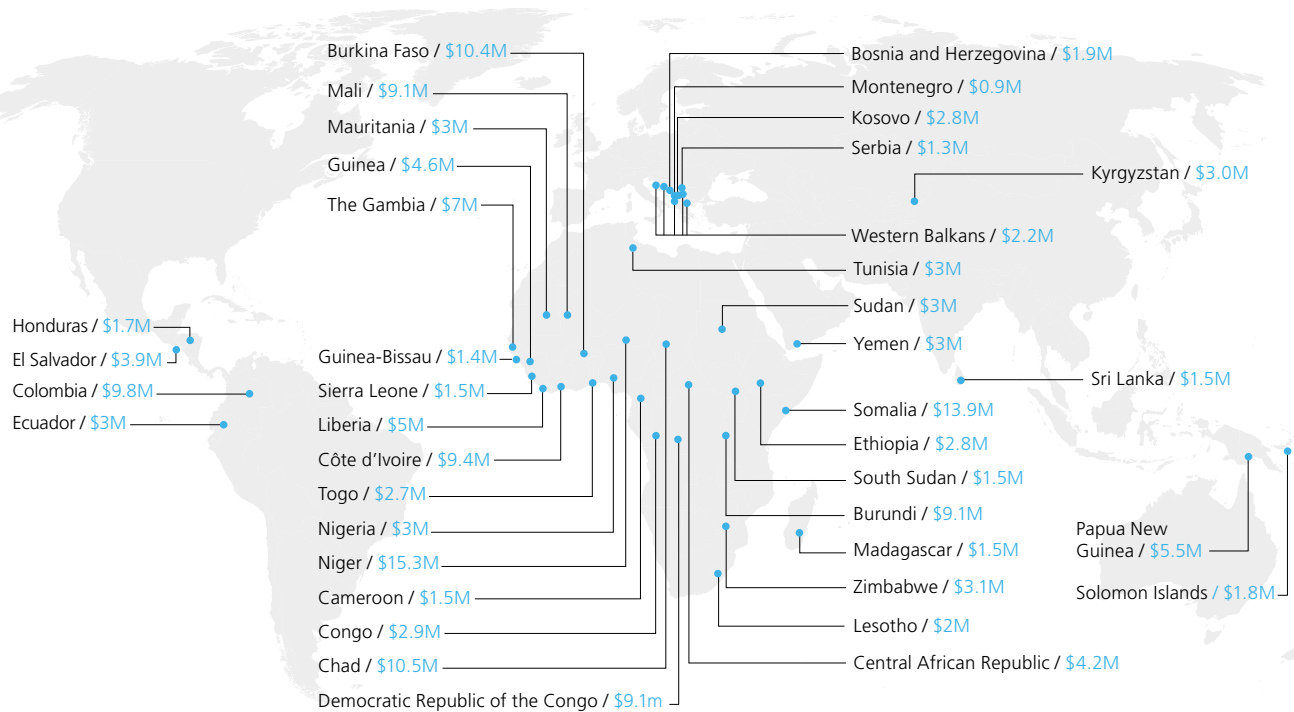 Burkina Faso / $10.4M
Mali / $9.1M
Mauritania / $3M
Guinea / $4.6M
The Gambia / $7M
Honduras / $1.7M
El Salvador / $3.9M
Colombia / $9.8M
Ecuador / $3M
Guinea-Bissau / $1.4M
Sierra Leone / $1.5M
Liberia / $5M
Côte d’Ivoire / $9.4M
Togo / $2.7M
Nigeria / $3M
Niger / $15.3M
Cameroon / $1.5M
Congo / $2.9M
Chad / $10.5M
Democratic Republic of the Congo / $9.1m
Bosnia and Herzegovina / $1.9M
Montenegro / $0.9M
Kosovo / $2.8M
Serbia / $1.3M
Western Balkans / $2.2M
Tunisia / $3M
Sudan / $3M
Yemen / $3M
Somalia / $13.9M
Ethiopia / $2.8M
South Sudan / $1.5M
Burundi / $9.1M
Madagascar / $1.5M
Zimbabwe / $3.1M
Lesotho / $2M
Central African Republic / $4.2M
Kyrgyzstan / $3.0M
Sri Lanka / $1.5M
Papua New
Guinea / $5.5M
Solomon Islands / $1.8M